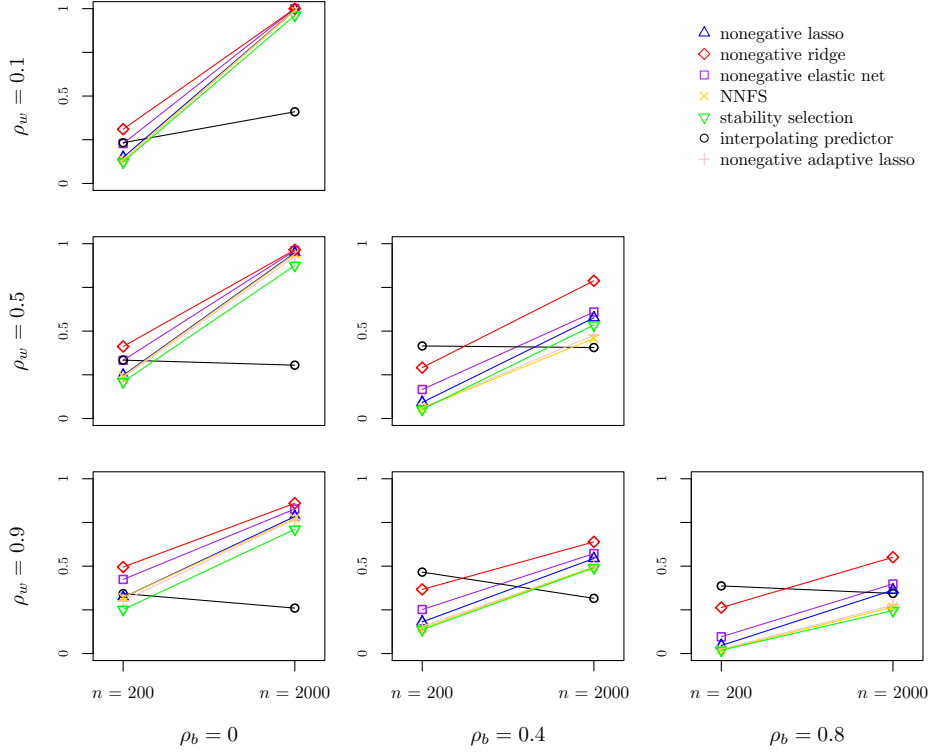 1
0.5
0
ρw = 0.1
nonegative lasso
nonegative ridge
nonegative elastic net
NNFS
stability selection
interpolating predictor
nonegative adaptive lasso
1
0.5
0
ρw = 0.5
1
0.5
0
1
0.5
0
ρw = 0.9
1
0.5
0
1
0.5
0
n = 200 n = 2000
n = 200 n = 2000
n = 200 n = 2000
ρb = 0
ρb = 0.4
ρb = 0.8